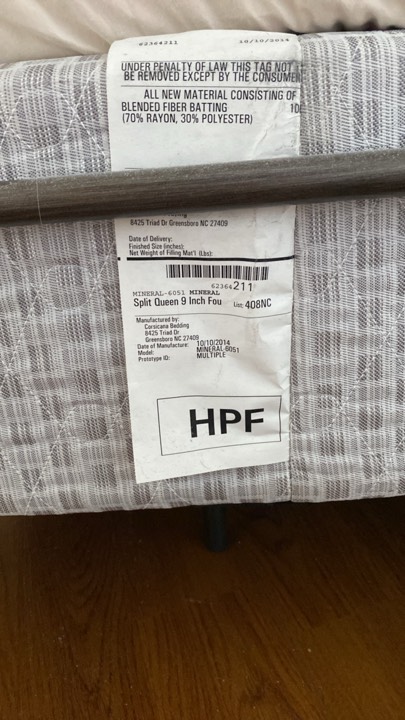 62364211 10/10/2014
UNDER PENALTY OF LAW THIS TAG NOT
BE REMOVED EXCEPT BY THE CONSUMER
ALL NEW MATERIAL CONSISTING OF
BLENDED FIBER BATTING 10
(70% RAYON, 30% POLYESTER)
8425 Triad Dr Greensboro NC 27409
Date of Delivery:
Finished Size (inches):
Net Weight of Filling Mat'l (Lbs):
62364211
MINERAL-6051 MINERAL
Split Queen 9 Inch Fou List: 408NC
Manufactured by:
Corsicana Bedding
8425 Triad Dr
Greensboro NC 27409
Date of Manufacture: 10/10/2014
Model: MINERAL-6051
Prototype ID: MULTIPLE
HPF